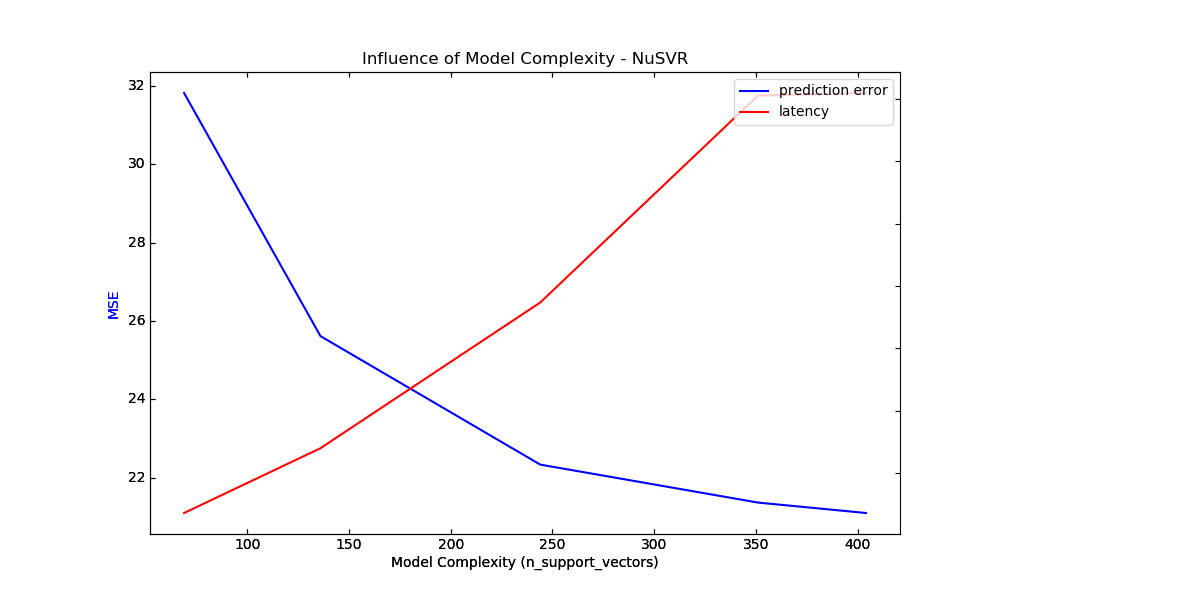 Influence of Model Complexity - NuSVR
prediction error
latency
32
30
28
26
24
22
MSE
100 150 200 250 300 350 400
Model Complexity (n_support_vectors)